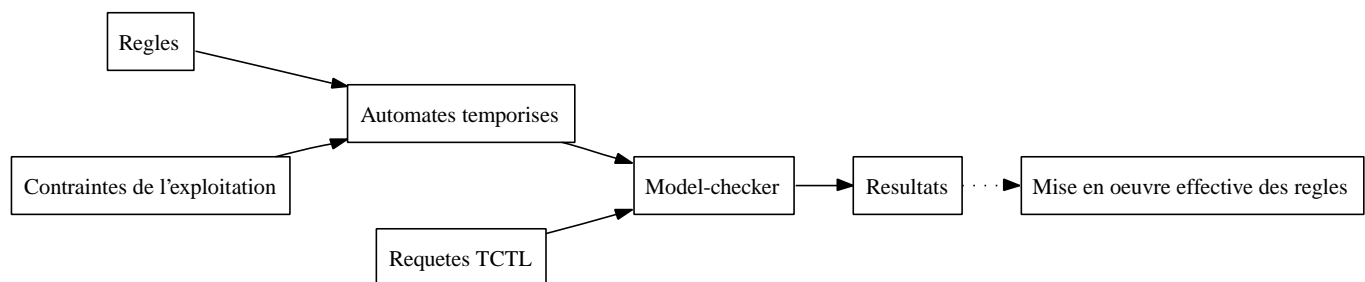 Regles
Automates temporises
Contraintes de l'exploitation
Model-checker
Resultats
Mise en oeuvre effective des regles
Requetes TCTL